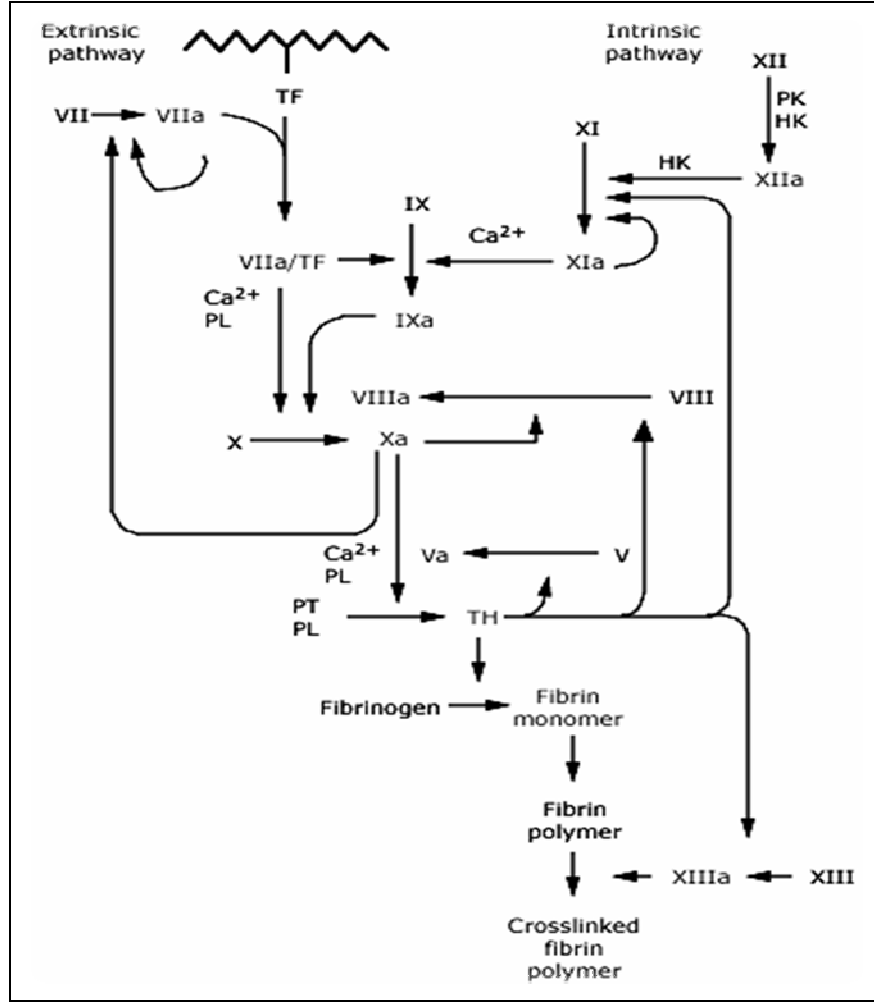 Extrinsic
pathway
Intrinsic
pathway
XII
TF
PK
HK
VII
VIIa
XI
HK
XIIa
IX
Ca2+
VIIa/TF
XIa
Ca2+
PL
IXa
VIIIa
VIII
X
Xa
Ca2+
PL
Va
V
PT
PL
TH
Fibrinogen
Fibrin
monomer
Fibrin
polymer
XIIIa
XIII
Crosslinked
fibrin
polymer